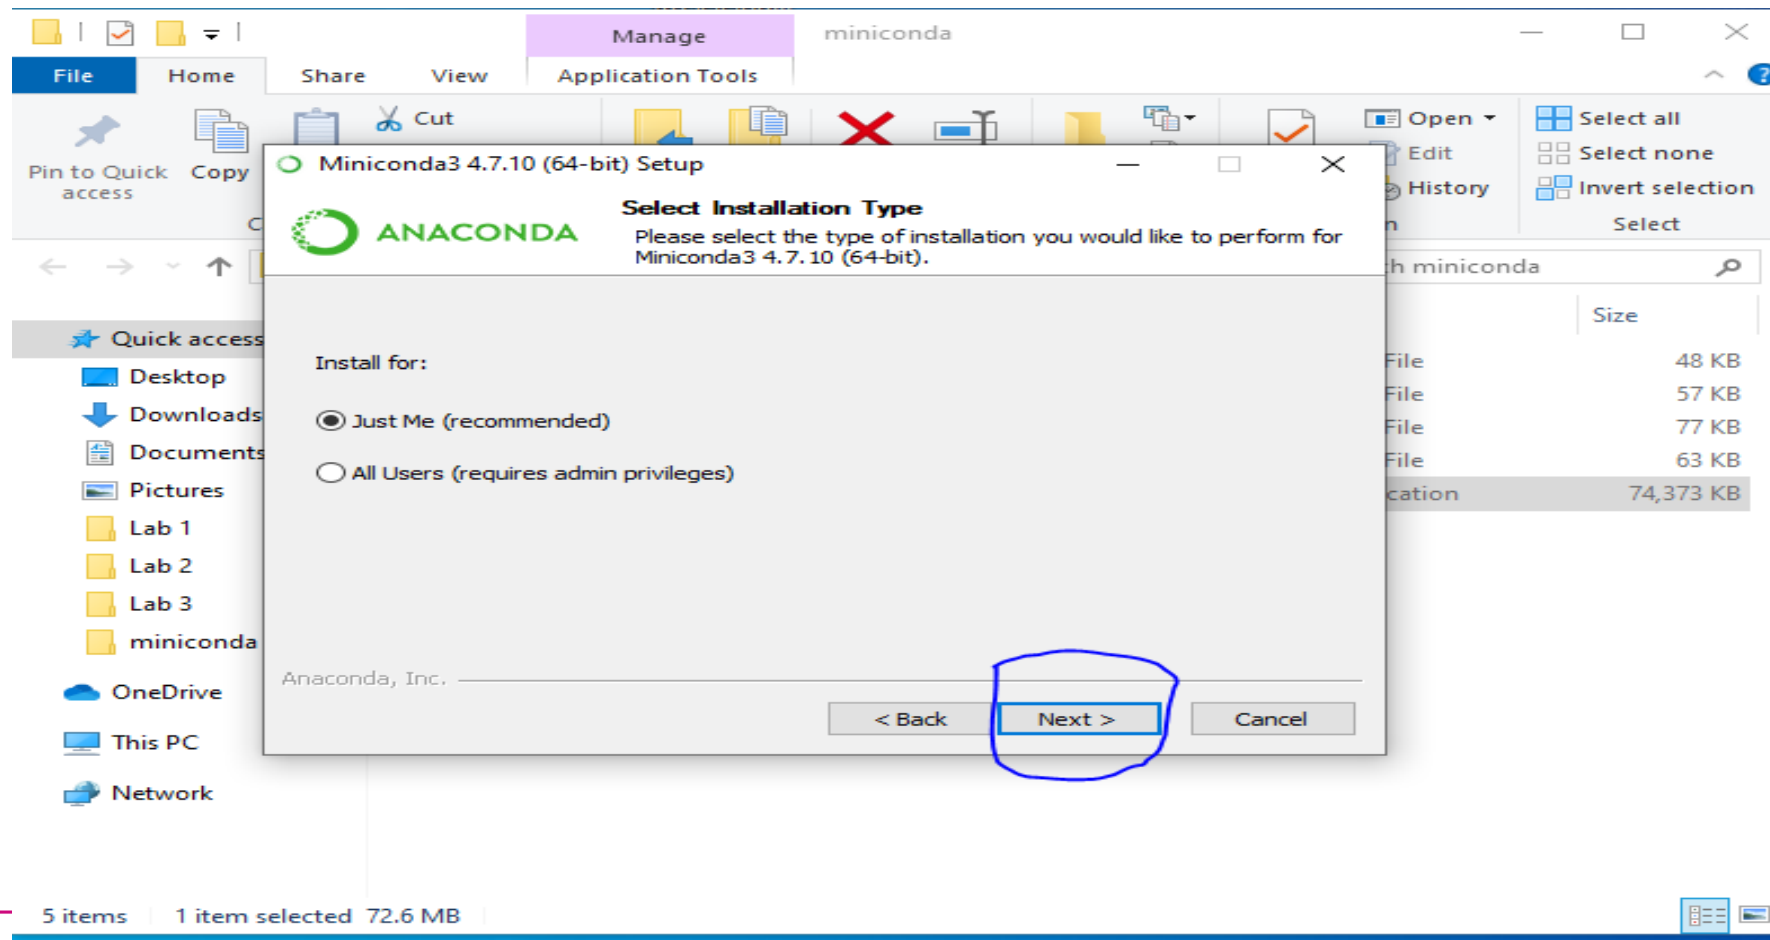 Manage
miniconda
File
Home
Share
View
Application Tools
Pin to Quick access
Copy
Cut
Open
Edit
History
Select all
Select none
Invert selection
Select
Miniconda3 4.7.10 (64-bit) Setup
ANACONDA
Select Installation Type
Please select the type of installation you would like to perform for
Miniconda3 4.7.10 (64-bit).
miniconda
Size
Quick access
Desktop
Downloads
Documents
Pictures
Lab 1
Lab 2
Lab 3
miniconda
OneDrive
This PC
Network
Install for:
Just Me (recommended)
All Users (requires admin privileges)
Anaconda, Inc.
< Back
Next >
Cancel
File 48 KB
File 57 KB
File 77 KB
File 63 KB
74,373 KB
5 items
1 item selected 72.6 MB